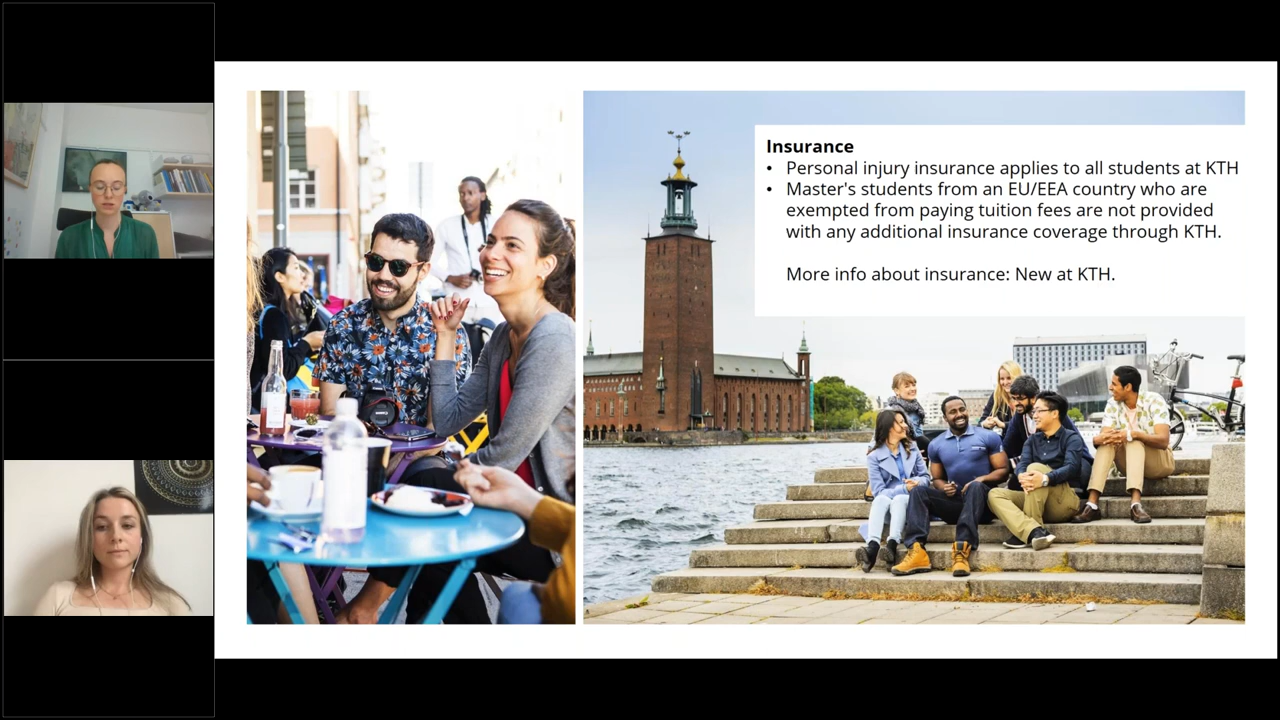 Insurance
• Personal injury insurance applies to all students at KTH
• Master's students from an EU/EEA country who are
exempted from paying tuition fees are not provided
with any additional insurance coverage through KTH.
More info about insurance: New at KTH.